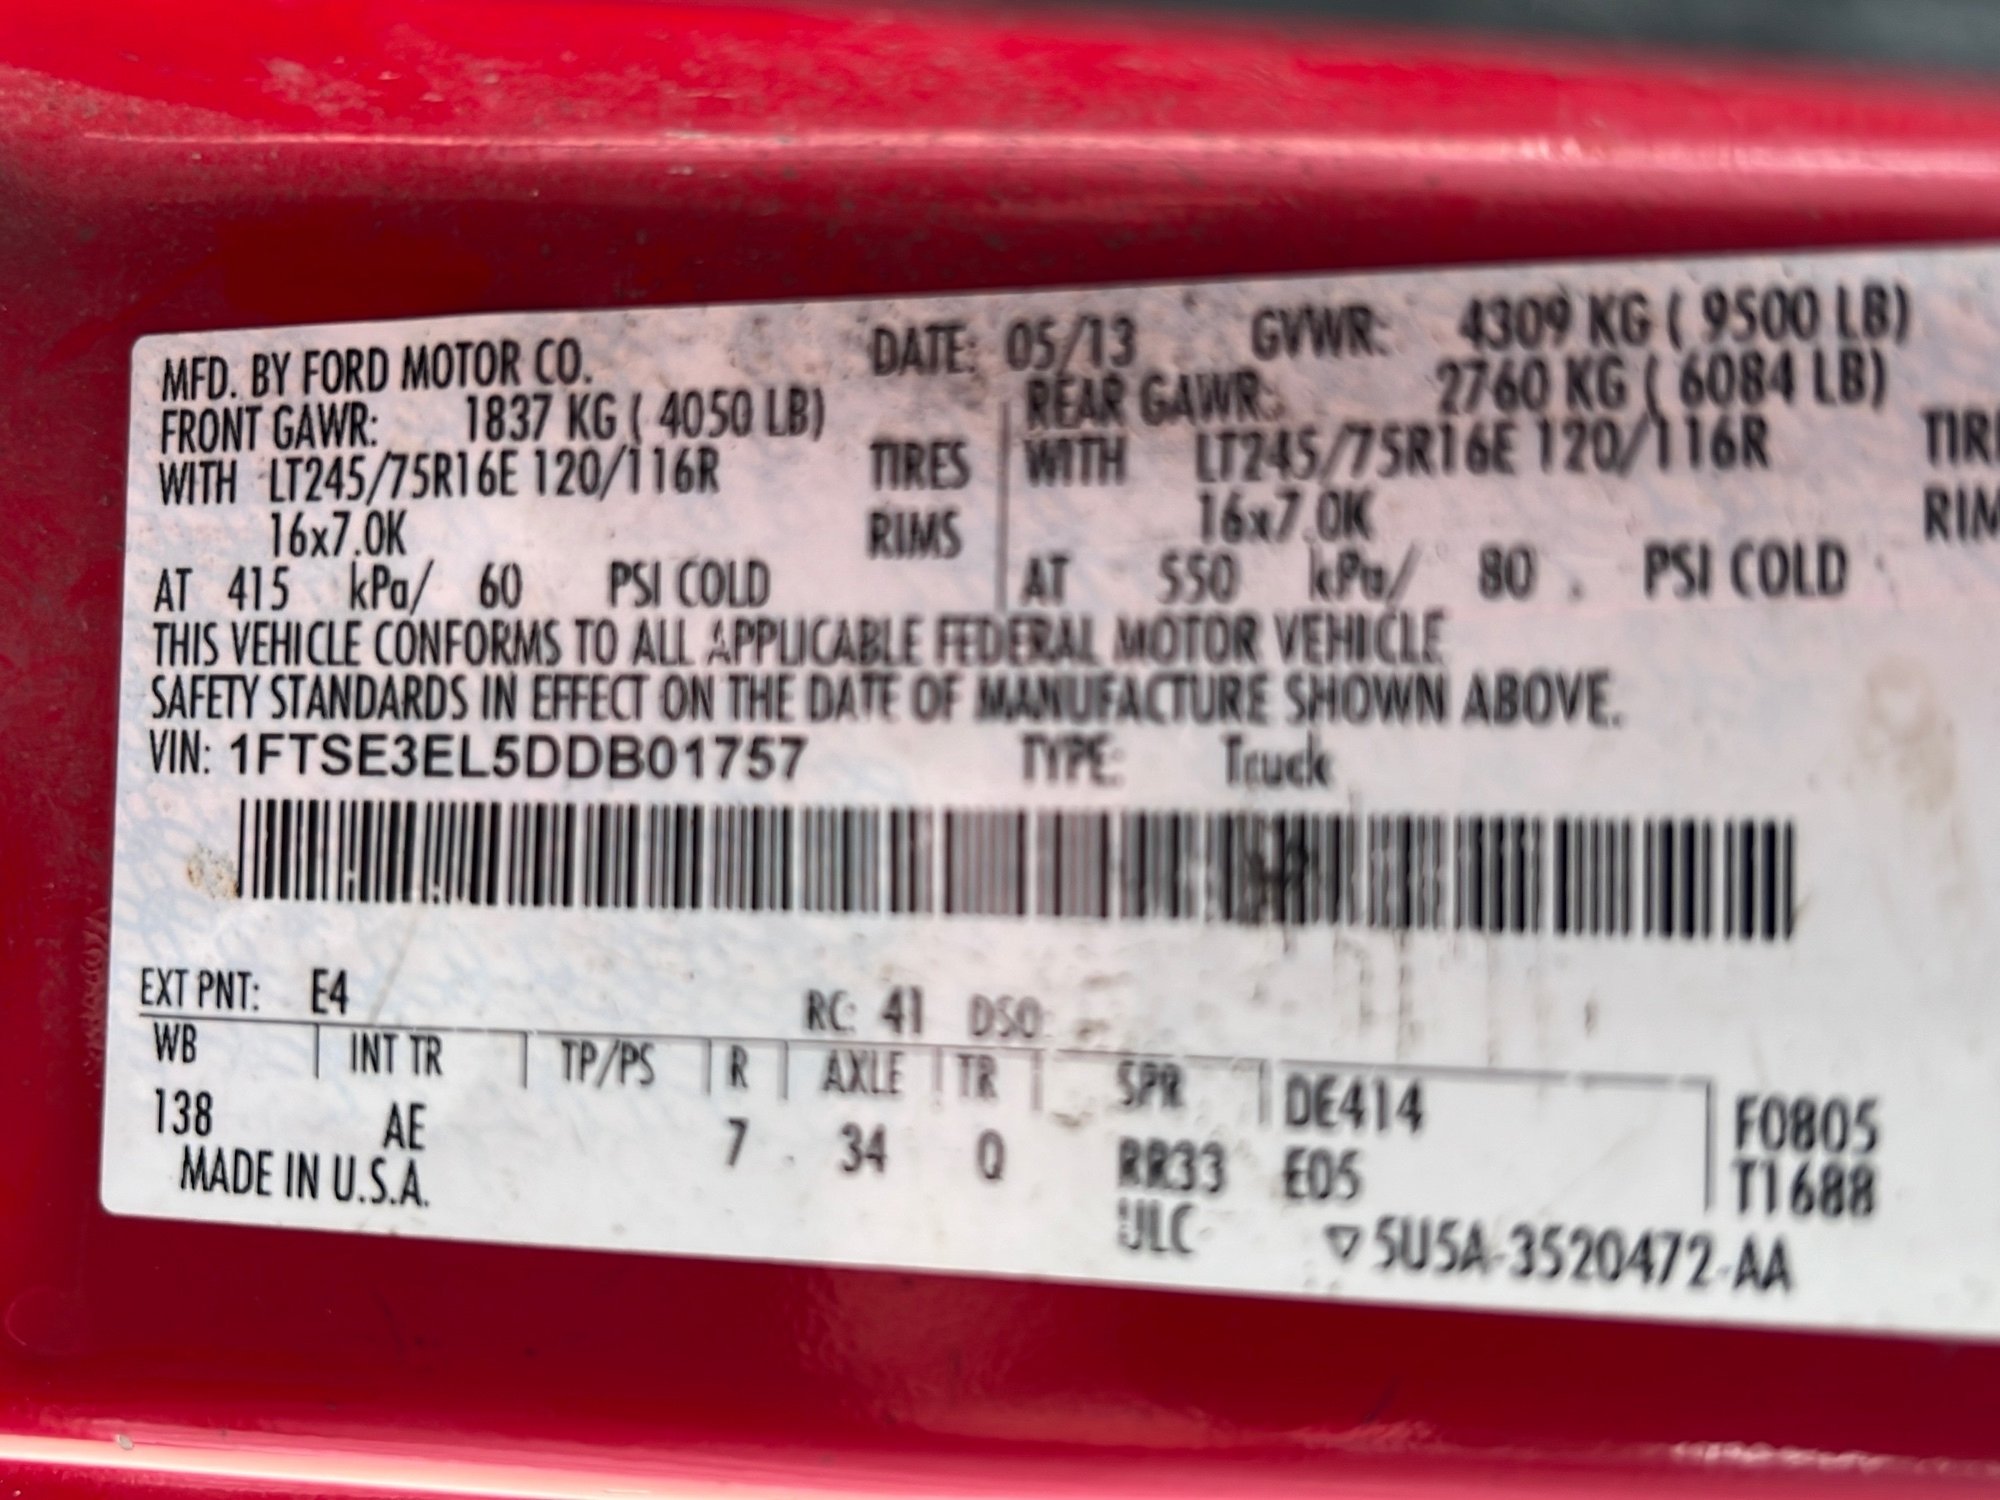 MFD. BY FORD MOTOR CO. DATE: 05/13 GVWR: 4309 KG ( 9500 LB)
FRONT GAWR: 1837 KG ( 4050 LB) REAR GAWR: 2760 KG ( 6084 LB)
WITH LT245/75R16E 120/116R TIRES WITH LT245/75R16E 120/116R TIRE
16x7.0K RIMS 16x7.0K RIM
AT 415 kPa/ 60 PSI COLD AT 550 kPa/ 80 . PSI COLD
THIS VEHICLE CONFORMS TO ALL APPLICABLE FEDERAL MOTOR VEHICLE
SAFETY STANDARDS IN EFFECT ON THE DATE OF MANUFACTURE SHOWN ABOVE.
VIN: 1FTSE3EL5DDB01757 TYPE: Truck
EXT PNT: E4 RC: 41 DSO:
WB INT TR TP/PS R AXLE TR SPR DE414 F0805
138 AE 7 34 Q RR33 E05 T1688
MADE IN U.S.A. ULC ▽5U5A-3520472-AA